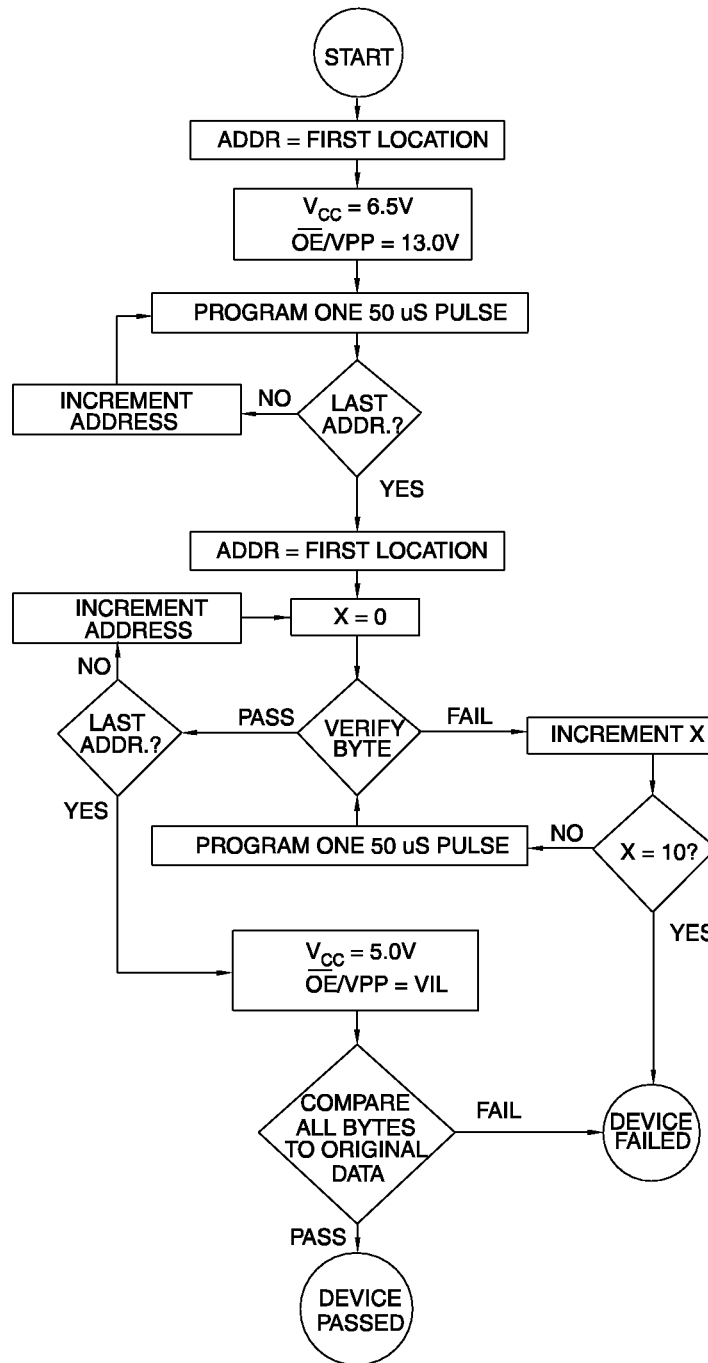 START
ADDR = FIRST LOCATION
VCC = 6.5V
OE/VPP = 13.0V
PROGRAM ONE 50 uS PULSE
INCREMENT
ADDRESS
NO
LAST
ADDR.?
YES
ADDR = FIRST LOCATION
INCREMENT
ADDRESS
X = 0
NO
LAST
ADDR.?
PASS
VERIFY
BYTE
FAIL
INCREMENT X
YES
PROGRAM ONE 50 uS PULSE
NO
X = 10?
YES
VCC = 5.0V
OE/VPP = VIL
COMPARE
ALL BYTES
TO ORIGINAL
DATA
FAIL
DEVICE
FAILED
PASS
DEVICE
PASSED